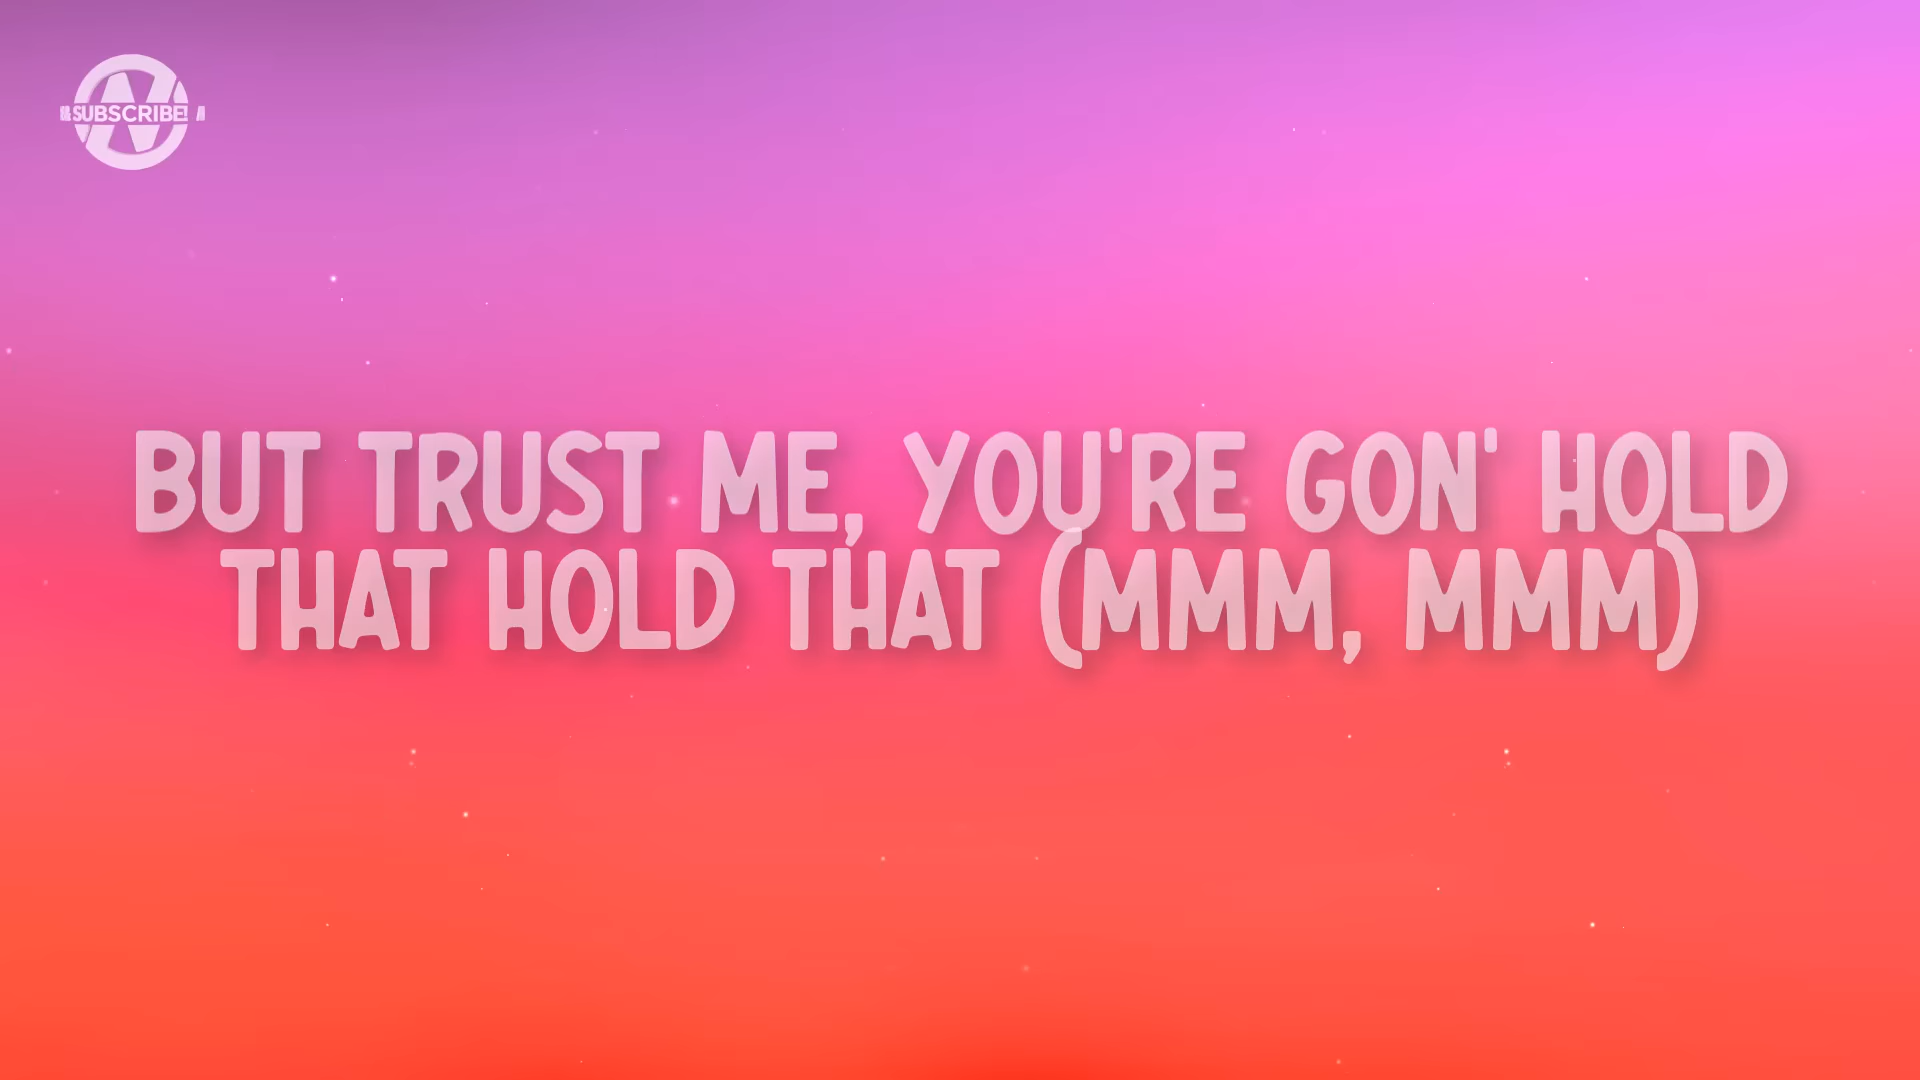 SUBSCRIBE!
BUT TRUST ME, YOU'RE GON' HOLD
THAT HOLD THAT (MMM, MMM)